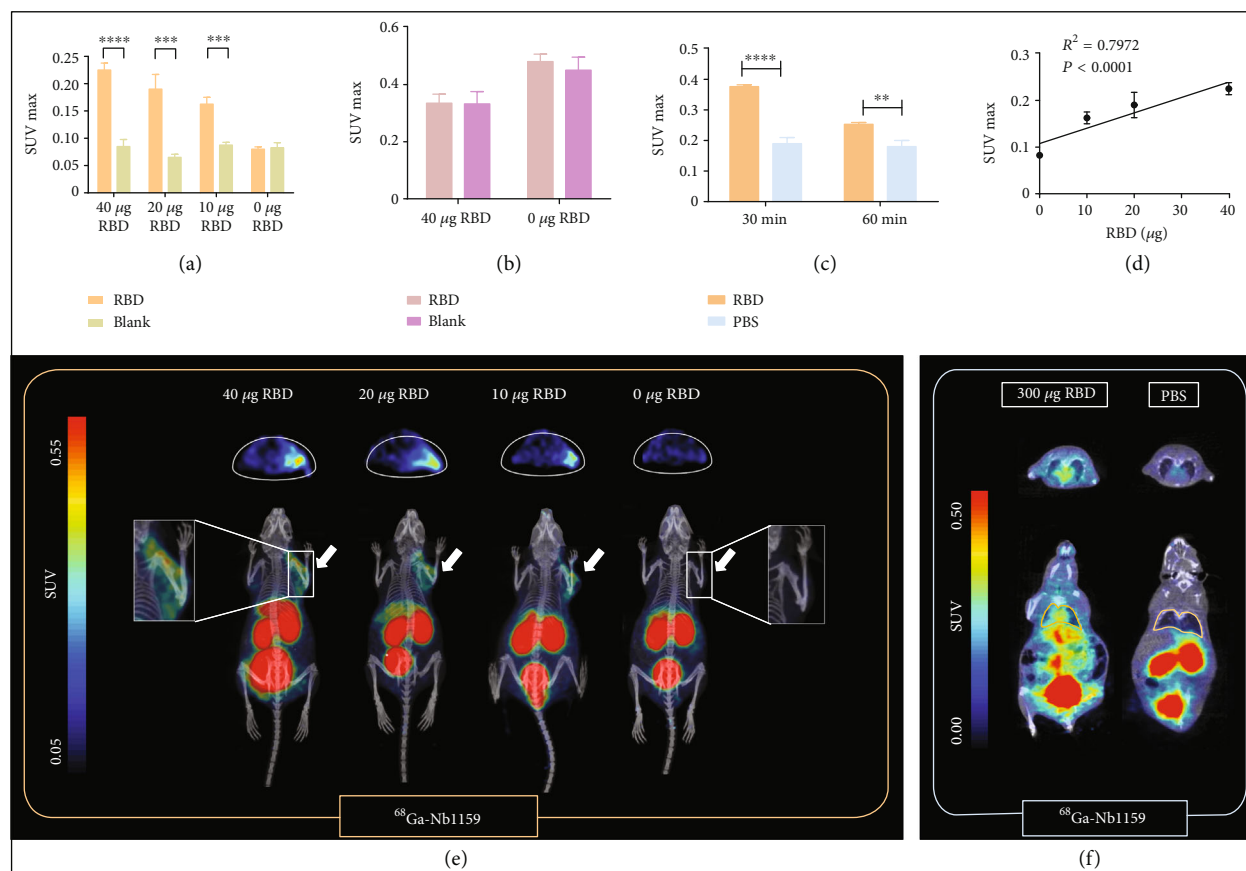 ****
***
***
0.25
0.20
0.15
0.10
0.05
0
SUV max
40 μg
RBD
20 μg
RBD
10 μg
RBD
0 μg
RBD
(a)
RBD
Blank
0.6
0.4
0.2
0
SUV max
40 μg RBD
0 μg RBD
(b)
RBD
Blank
0.5
0.4
0.3
0.2
0.1
0
SUV max
****
**
30 min
60 min
(c)
RBD
PBS
R² = 0.7972
P < 0.0001
0.3
0.2
0.1
0.0
SUV max
0 10 20 30 40
RBD (μg)
(d)
40 μg RBD
20 μg RBD
10 μg RBD
0 μg RBD
0.55
SUV
0.05
⁶⁸Ga-Nb1159
(e)
300 μg RBD
PBS
0.50
SUV
0.00
⁶⁸Ga-Nb1159
(f)